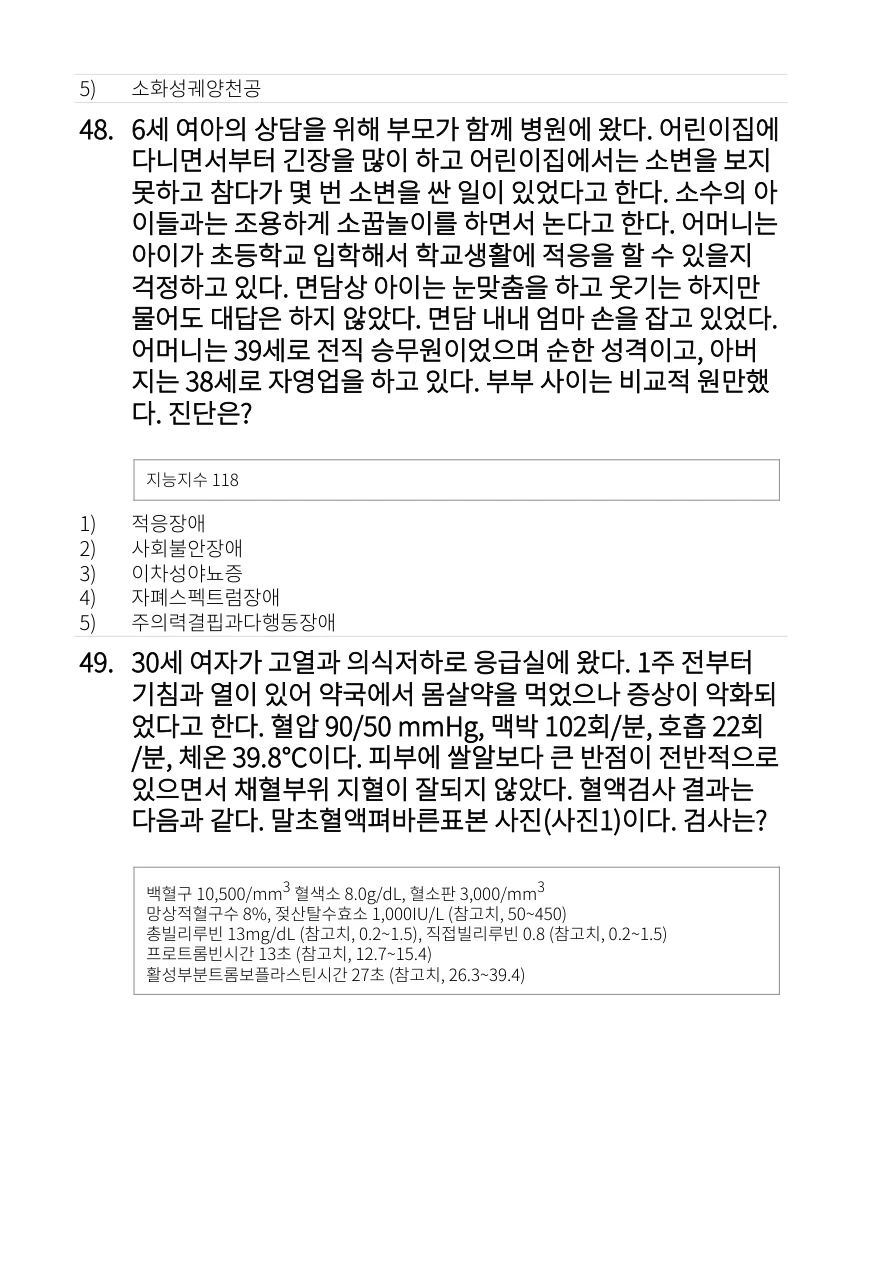 5) 소화성궤양천공
48. 6세 여아의 상담을 위해 부모가 함께 병원에 왔다. 어린이집에
다니면서부터 긴장을 많이 하고 어린이집에서는 소변을 보지
못하고 참다가 몇 번 소변을 싼 일이 있었다고 한다. 소수의 아
이들과는 조용하게 소꿉놀이를 하면서 논다고 한다. 어머니는
아이가 초등학교 입학해서 학교생활에 적응을 할 수 있을지
걱정하고 있다. 면담상 아이는 눈맞춤을 하고 웃기는 하지만
물어도 대답은 하지 않았다. 면담 내내 엄마 손을 잡고 있었다.
어머니는 39세로 전직 승무원이었으며 순한 성격이고, 아버
지는 38세로 자영업을 하고 있다. 부부 사이는 비교적 원만했
다. 진단은?
지능지수 118
1) 적응장애
2) 사회불안장애
3) 이차성야뇨증
4) 자폐스펙트럼장애
5) 주의력결핍과다행동장애
49. 30세 여자가 고열과 의식저하로 응급실에 왔다. 1주 전부터
기침과 열이 있어 약국에서 몸살약을 먹었으나 증상이 악화되
었다고 한다. 혈압 90/50 mmHg, 맥박 102회/분, 호흡 22회
/분, 체온 39.8℃이다. 피부에 쌀알보다 큰 반점이 전반적으로
있으면서 채혈부위 지혈이 잘되지 않았다. 혈액검사 결과는
다음과 같다. 말초혈액펴바른표본 사진(사진1)이다. 검사는?
백혈구 10,500/mm³ 혈색소 8.0g/dL, 혈소판 3,000/mm³
망상적혈구수 8%, 젖산탈수효소 1,000IU/L (참고치, 50~450)
총빌리루빈 13mg/dL (참고치, 0.2~1.5), 직접빌리루빈 0.8 (참고치, 0.2~1.5)
프로트롬빈시간 13초 (참고치, 12.7~15.4)
활성부분트롬보플라스틴시간 27초 (참고치, 26.3~39.4)